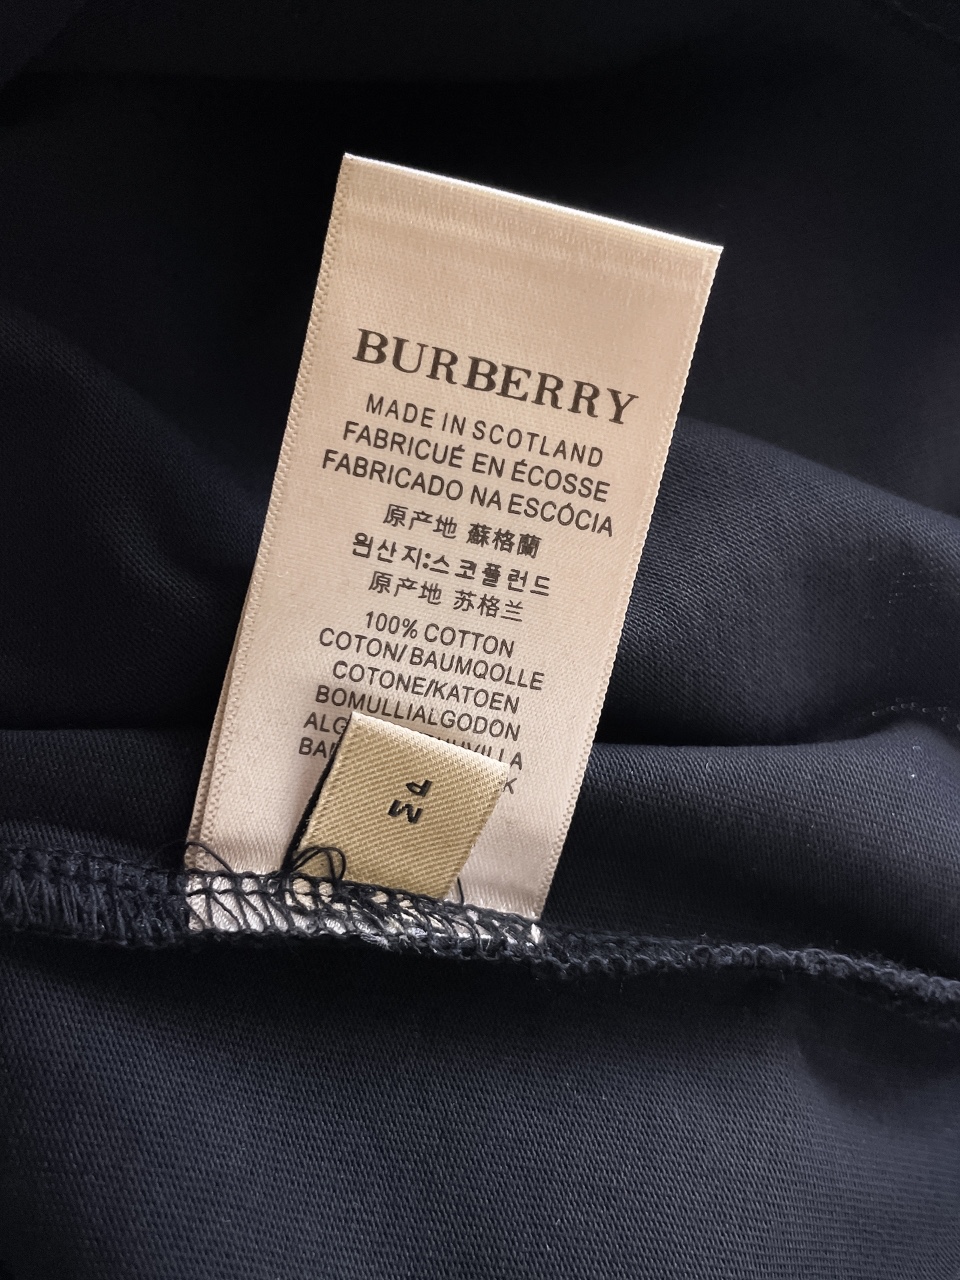 BURBERRY
MADE IN SCOTLAND
FABRICUÉ EN ÉCOSSE
FABRICADO NA ESCÓCIA
原产地 蘇格蘭
원산지:스코플런드
原产地 苏格兰
100% COTTON
COTON/BAUMQOLLE
COTONE/KATOEN
BOMULLIALGODON
M
P